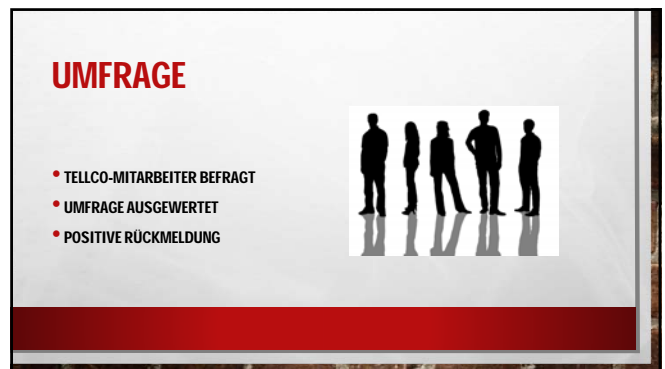 UMFRAGE
• TELLCO-MITARBEITER BEFRAGT
• UMFRAGE AUSGEWERTET
• POSITIVE RÜCKMELDUNG